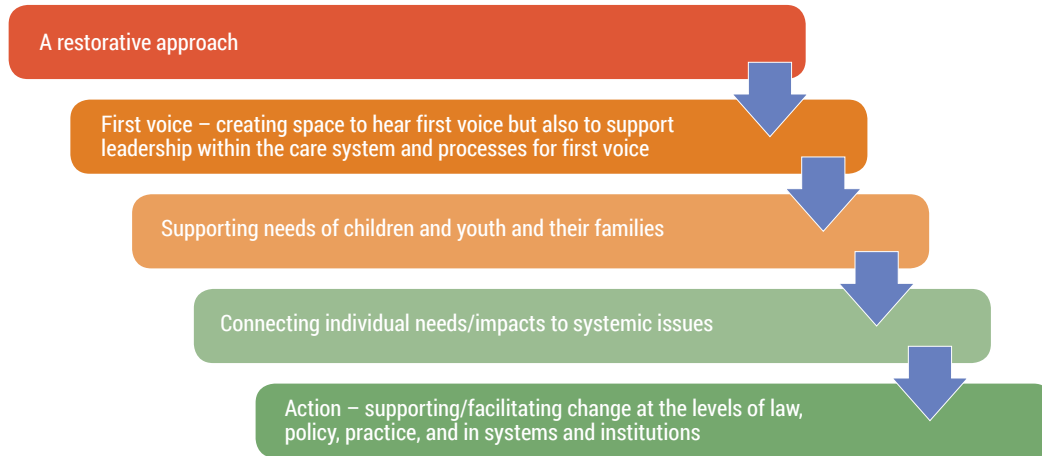 A restorative approach
First voice – creating space to hear first voice but also to support
leadership within the care system and processes for first voice
Supporting needs of children and youth and their families
Connecting individual needs/impacts to systemic issues
Action – supporting/facilitating change at the levels of law,
policy, practice, and in systems and institutions